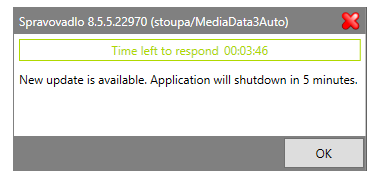 Spravovadlo 8.5.5.22970 (stoupa/MediaData3Auto)
Time left to respond 00:03:46
New update is available. Application will shutdown in 5 minutes.
OK